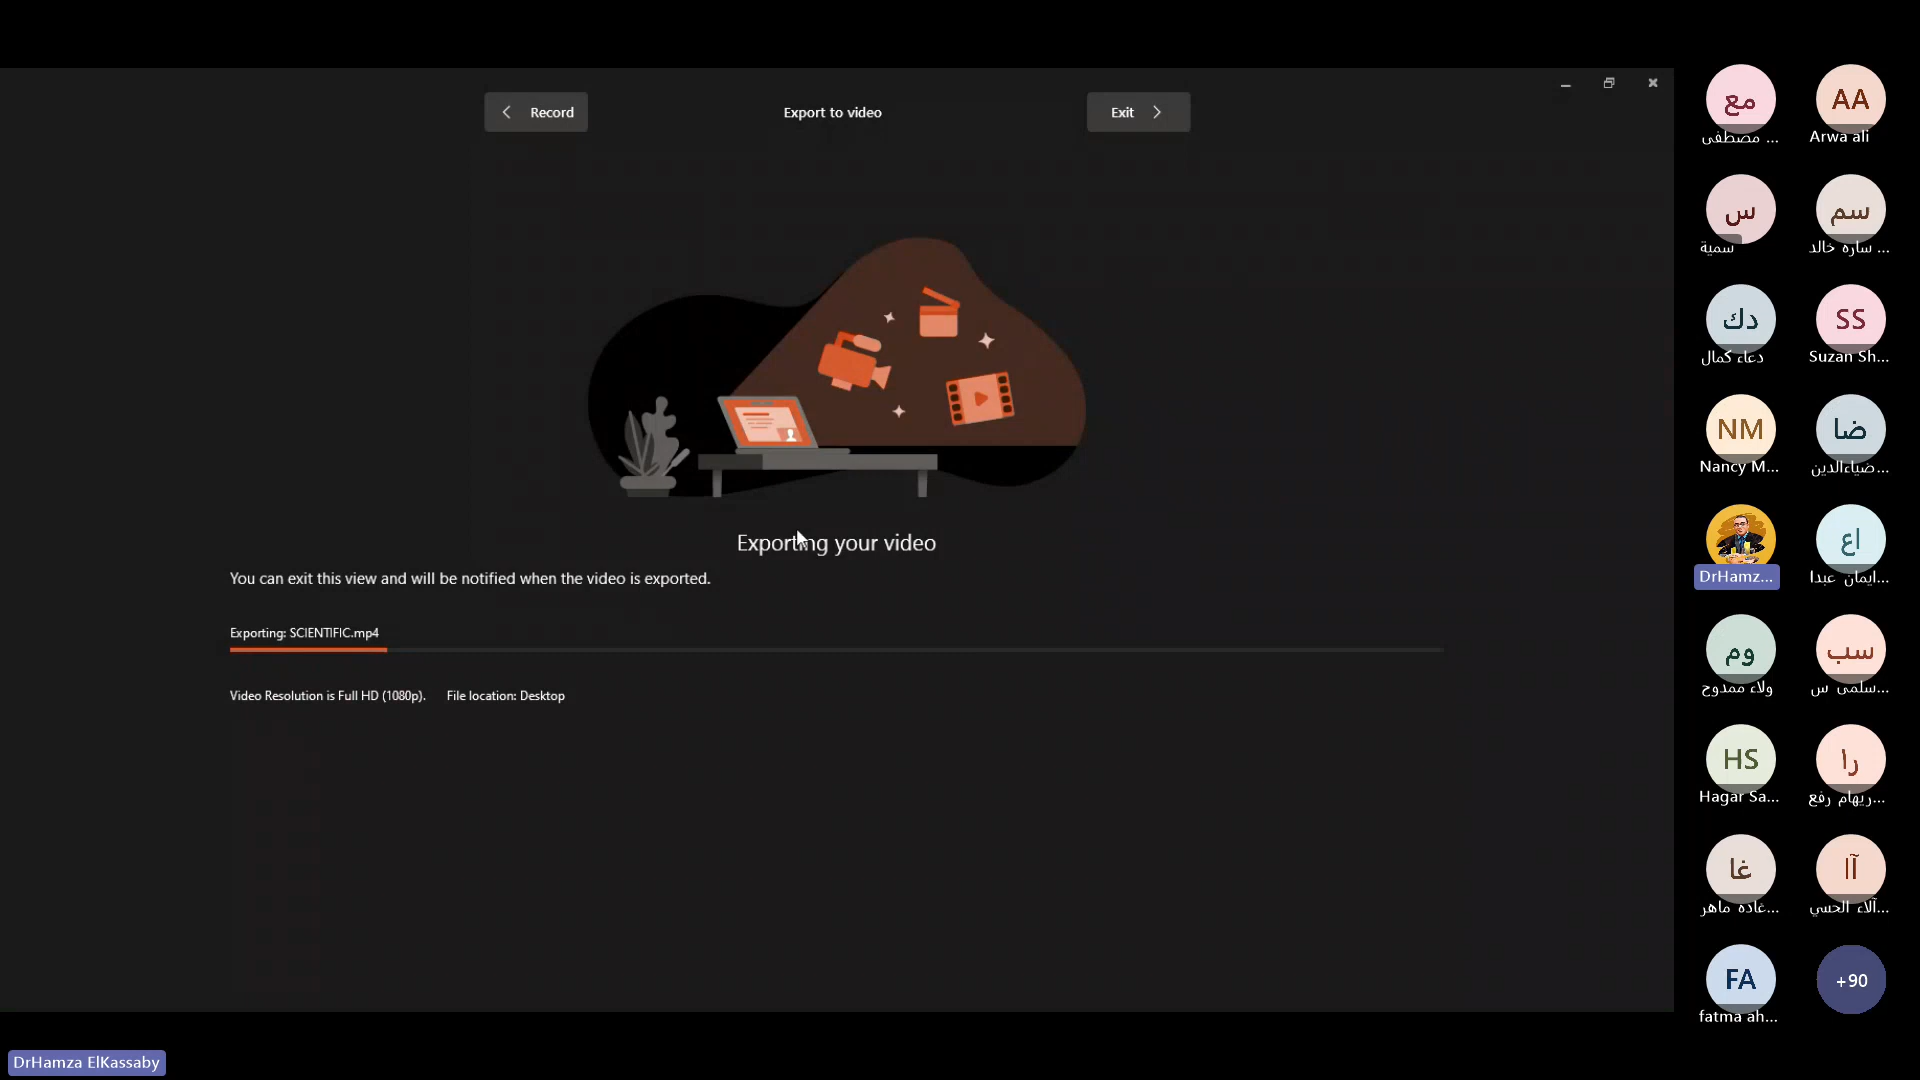 Record
Export to video
Exit
Exporting your video
You can exit this view and will be notified when the video is exported.
Exporting: SCIENTIFIC.mp4
Video Resolution is Full HD (1080p). File location: Desktop
مع
... مصطفى
AA
Arwa ali
س
سمية
سم
ساره خالد ...
دك
دعاء كمال
SS
Suzan Sh...
NM
Nancy M...
ضا
ضياءالدين...
DrHamz...
اع
ايمان عبدا...
وم
ولاء ممدوح
سب
سلمى س...
HS
Hagar Sa...
را
ريهام رفع...
غا
غاده ماهر...
آا
آلاء الحسي...
FA
fatma ah...
+90
DrHamza ElKassaby